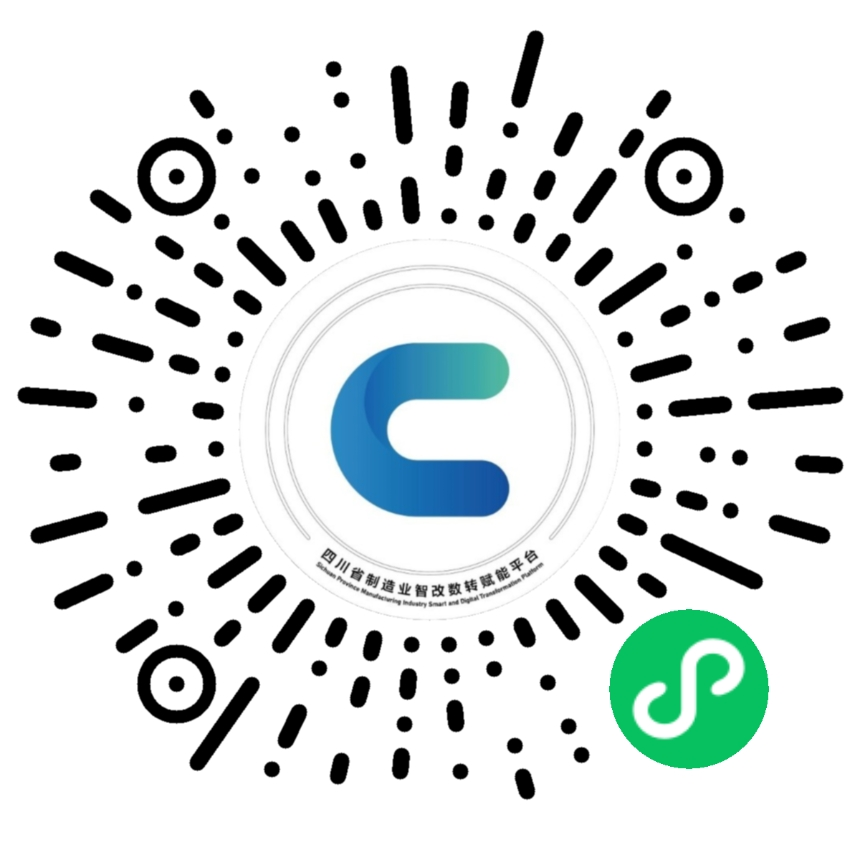 四川省制造业智改数转赋能平台
Sichuan Province Manufacturing Industry Smart and Digital Transformation Platform